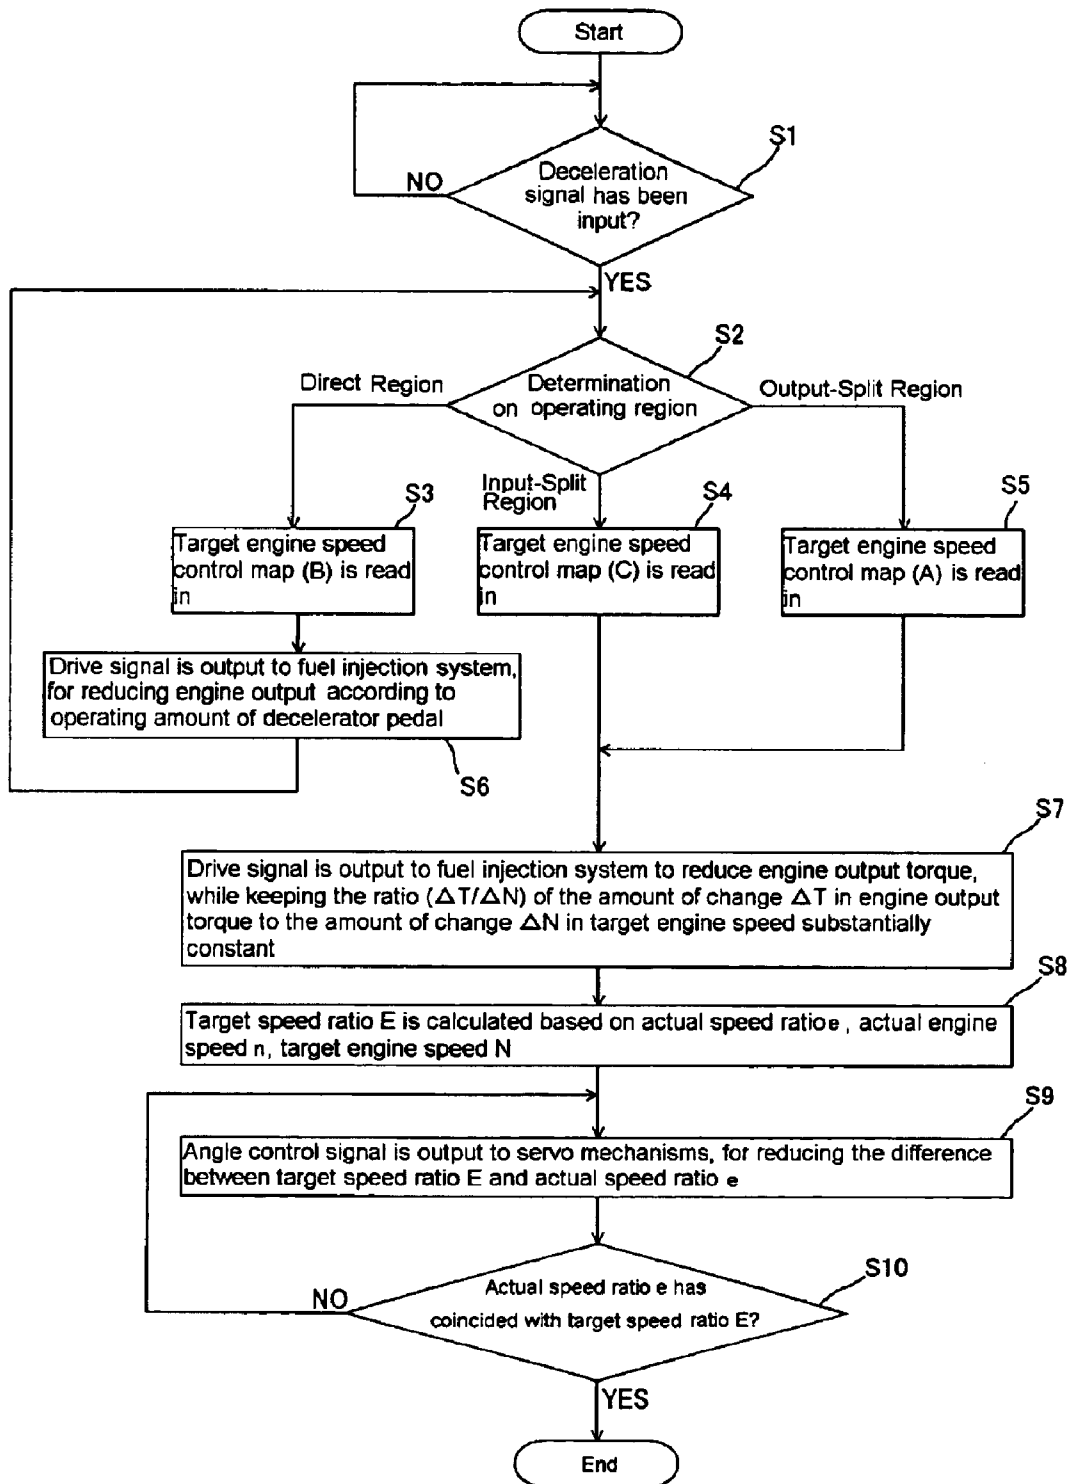 Start
S1
Deceleration
signal has been
input?
NO
YES
S2
Direct Region
Determination
on operating region
Output-Split Region
Input-Split
Region
S3
S4
S5
Target engine speed
control map (B) is read
in
Target engine speed
control map (C) is read
in
Target engine speed
control map (A) is read
in
Drive signal is output to fuel injection system,
for reducing engine output according to
operating amount of decelerator pedal
S6
S7
Drive signal is output to fuel injection system to reduce engine output torque,
while keeping the ratio (△T/△N) of the amount of change △T in engine output
torque to the amount of change △N in target engine speed substantially
constant
S8
Target speed ratio E is calculated based on actual speed ratio e , actual engine
speed n, target engine speed N
S9
Angle control signal is output to servo mechanisms, for reducing the difference
between target speed ratio E and actual speed ratio e
S10
Actual speed ratio e has
coincided with target speed ratio E?
NO
YES
End